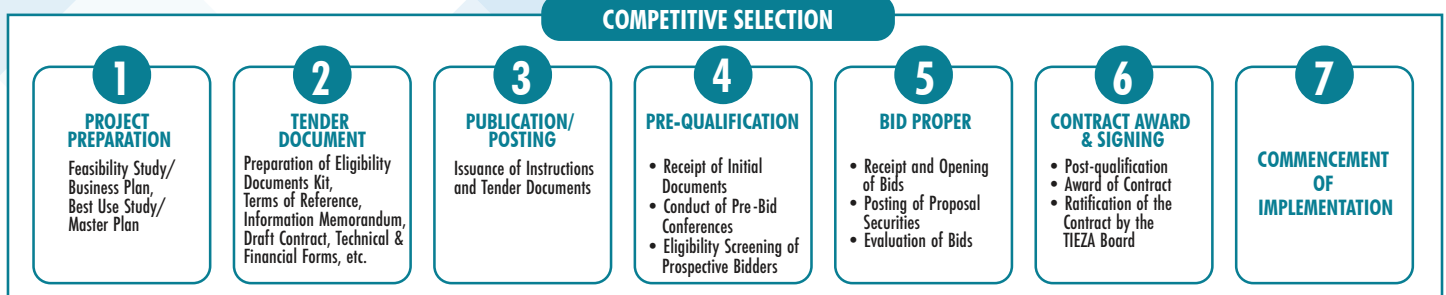 COMPETITIVE SELECTION
1
PROJECT
PREPARATION
Feasibility Study/
Business Plan,
Best Use Study/
Master Plan
2
TENDER
DOCUMENT
Preparation of Eligibility
Documents Kit,
Terms of Reference,
Information Memorandum,
Draft Contract, Technical &
Financial Forms, etc.
3
PUBLICATION/
POSTING
Issuance of Instructions
and Tender Documents
4
PRE-QUALIFICATION
• Receipt of Initial
Documents
• Conduct of Pre-Bid
Conferences
• Eligibility Screening of
Prospective Bidders
5
BID PROPER
• Receipt and Opening
of Bids
• Posting of Proposal
Securities
• Evaluation of Bids
6
CONTRACT AWARD
& SIGNING
• Post-qualification
• Award of Contract
• Ratification of the
Contract by the
TIEZA Board
7
COMMENCEMENT
OF
IMPLEMENTATION